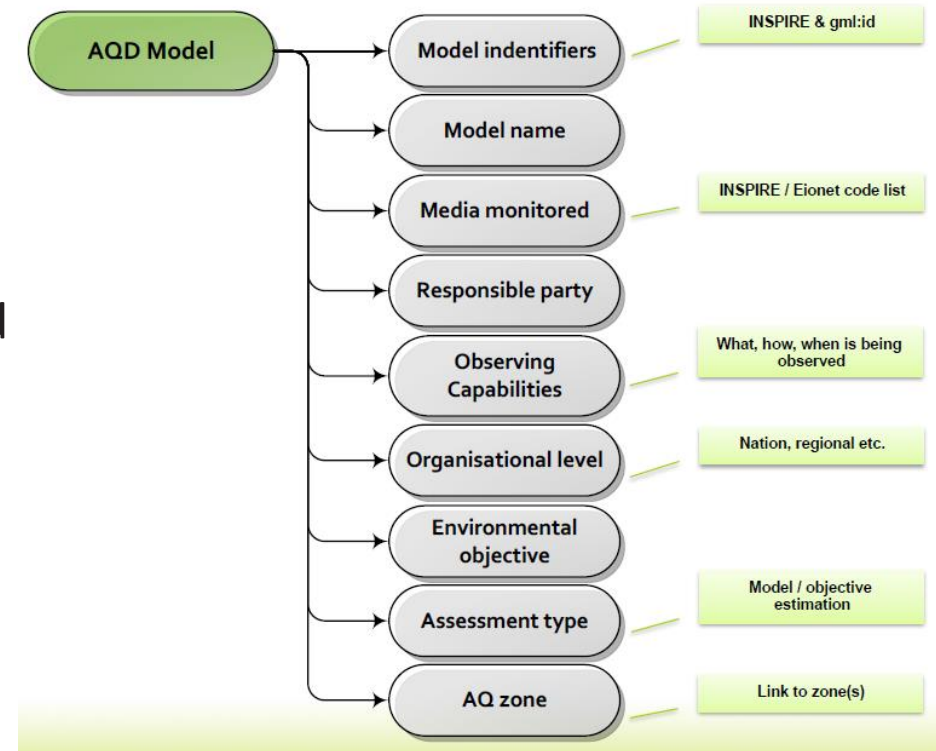 AQD Model
Model indentifiers
INSPIRE & gml:id
Model name
Media monitored
INSPIRE / Eionet code list
Responsible party
Observing
Capabilities
What, how, when is being
observed
Organisational level
Nation, regional etc.
Environmental
objective
Assessment type
Model / objective
estimation
AQ zone
Link to zone(s)